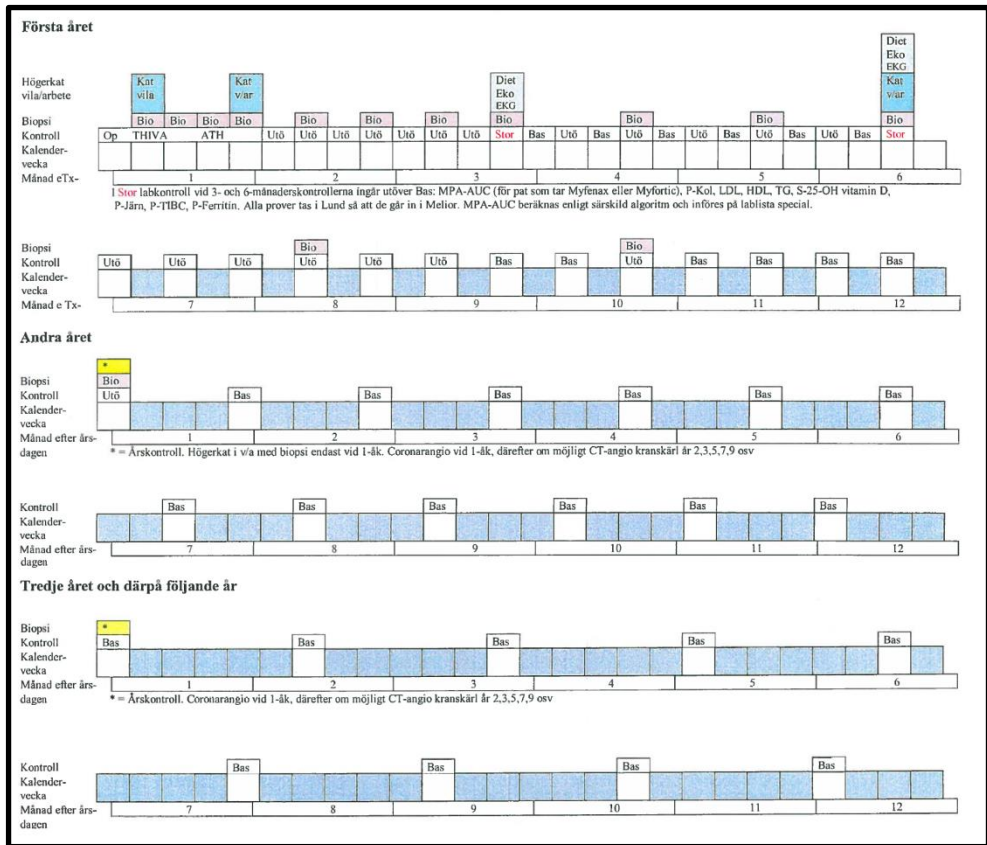 Första året
Diet
Eko
EKG
Högerkat Kat Kat Diet Kat
vila/arbete vila v/ar Eko v/ar
EKG
Biopsi Bio Bio Bio Bio Bio Bio Bio Bio Bio Bio Bio
Kontroll Op THIVA ATH Utö Utö Utö Utö Utö Utö Utö Stor Bas Utö Bas Utö Bas Utö Bas Utö Bas Utö Bas Stor
Kalender-
vecka
Månad eTx- 1 2 3 4 5 6
I Stor labkontroll vid 3- och 6-månaderskontrollerna ingår utöver Bas: MPA-AUC (för pat som tar Myfenax eller Myfortic), P-Kol, LDL, HDL, TG, S-25-OH vitamin D,
P-Järn, P-TIBC, P-Ferritin. Alla prover tas i Lund så att de går in i Melior. MPA-AUC beräknas enligt särskild algoritm och införes på lablista special.
Biopsi Bio Bio
Kontroll Utö Utö Utö Utö Utö Utö Bas Bas Utö Bas Bas Bas Bas
Kalender-
vecka
Månad e Tx- 7 8 9 10 11 12
Andra året
*
Biopsi Bio
Kontroll Utö Bas Bas Bas Bas Bas Bas
Kalender-
vecka
Månad efter års- 1 2 3 4 5 6
dagen * = Årskontroll. Högerkat i v/a med biopsi endast vid 1-åk. Coronarangio vid 1-åk, därefter om möjligt CT-angio kranskärl år 2,3,5,7,9 osv
Kontroll Bas Bas Bas Bas Bas Bas
Kalender-
vecka
Månad efter års- 7 8 9 10 11 12
dagen
Tredje året och därpå följande år
Biopsi *
Kontroll Bas Bas Bas Bas Bas
Kalender-
vecka
Månad efter års- 1 2 3 4 5 6
dagen * = Årskontroll. Coronarangio vid 1-åk, därefter om möjligt CT-angio kranskärl år 2,3,5,7,9 osv
Kontroll Bas Bas Bas Bas
Kalender-
vecka
Månad efter års- 7 8 9 10 11 12
dagen